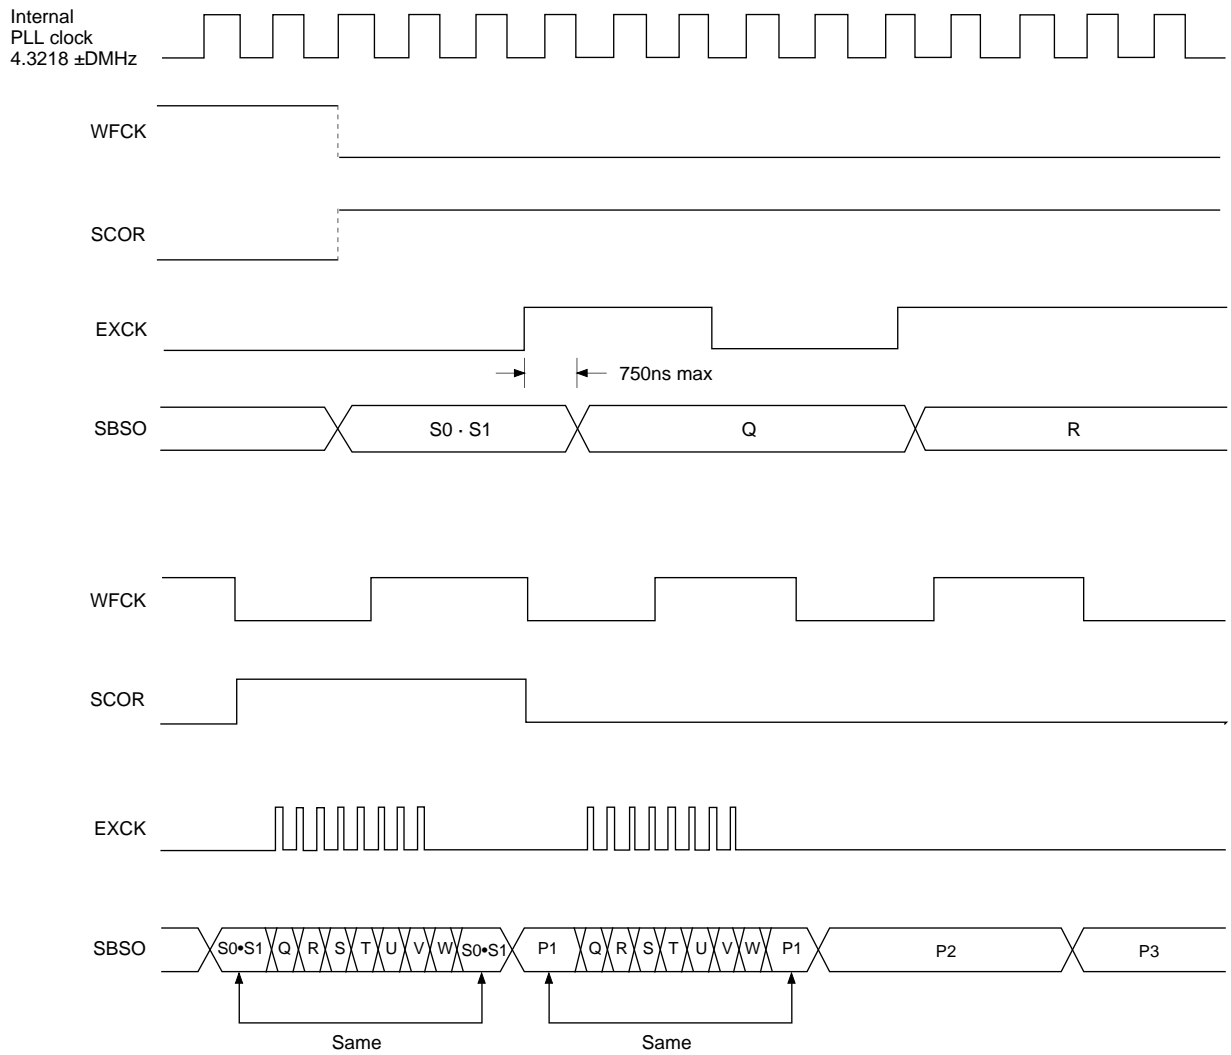 Internal
PLL clock
4.3218 ±DMHz
WFCK
SCOR
EXCK
750ns max
SBSO
S0 · S1
Q
R
WFCK
SCOR
EXCK
SBSO
S0•S1 Q R S T U V W S0•S1 P1 Q R S T U V W P1 P2 P3
Same Same